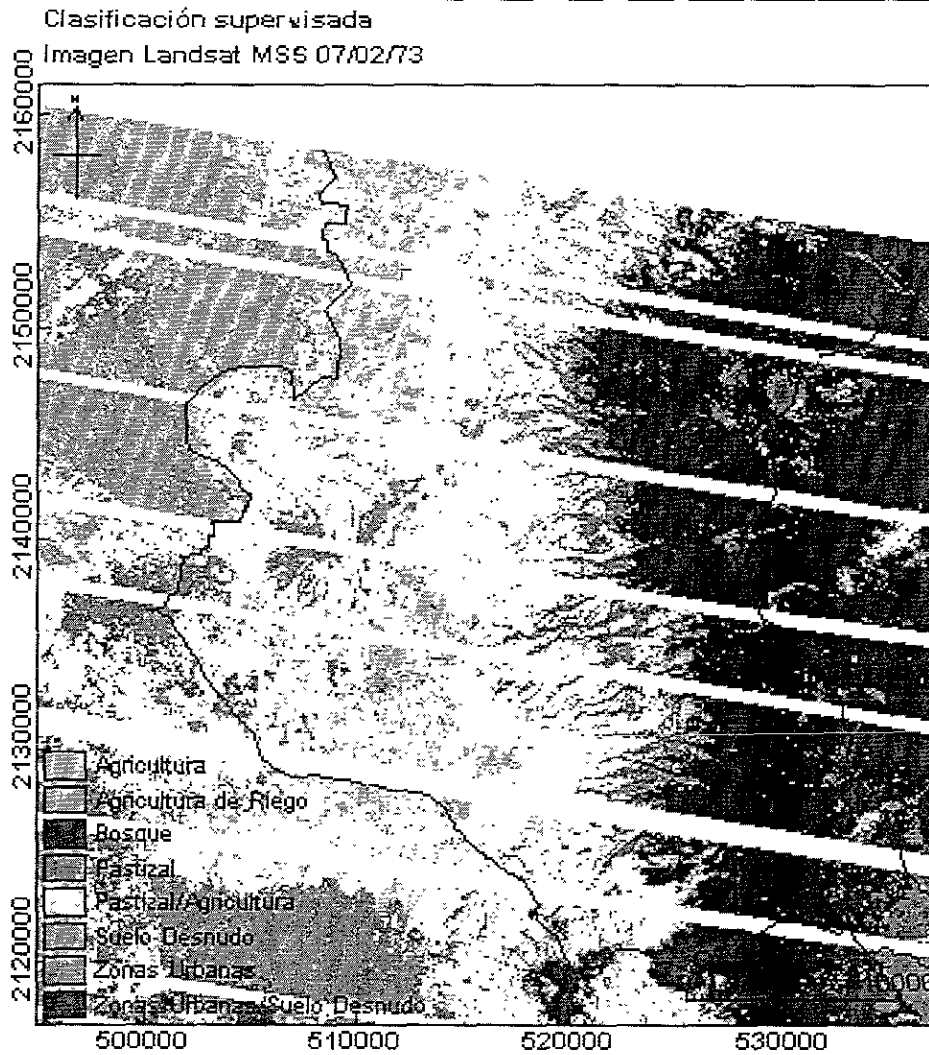 Clasificación supervisada
Imagen Landsat MSS 07/02/73
N
2160000
2150000
2140000
2130000
2120000
Agricultura
Agricultura de Riego
Bosque
Pastizal
Pastizal/Agricultura
Suelo Desnudo
Zonas Urbanas
Zonas Urbanas/Suelo Desnudo
500000
510000
520000
530000